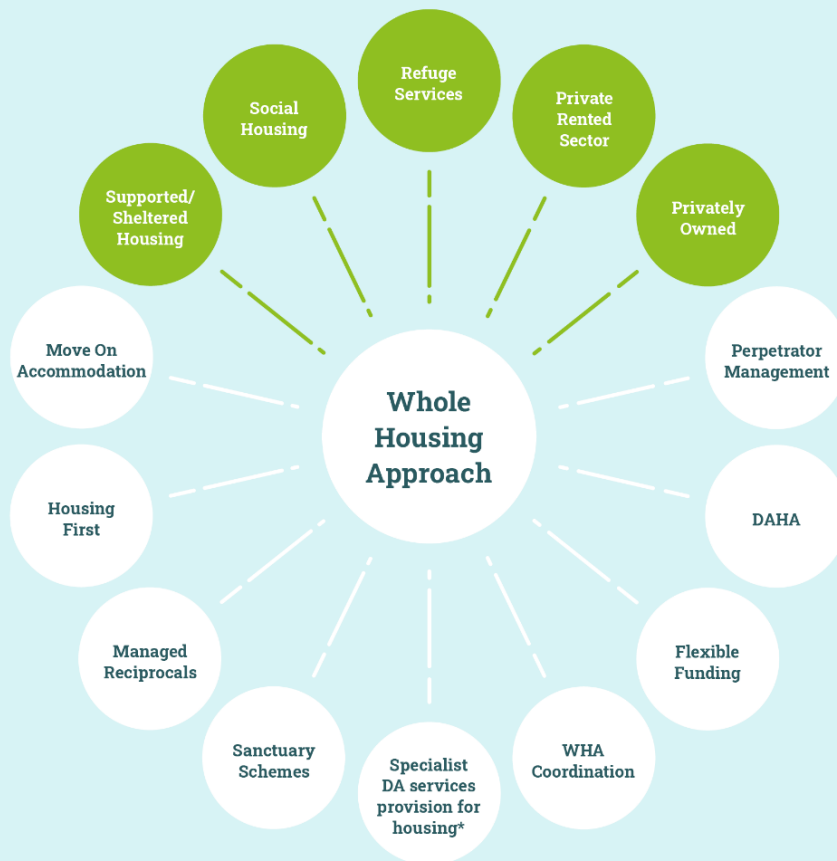 Refuge
Services
Social
Housing
Private
Rented
Sector
Supported/
Sheltered
Housing
Privately
Owned
Move On
Accommodation
Perpetrator
Management
Whole
Housing
Approach
Housing
First
DAHA
Managed
Reciprocals
Flexible
Funding
Sanctuary
Schemes
Specialist
DA services
provision for
housing*
WHA
Coordination